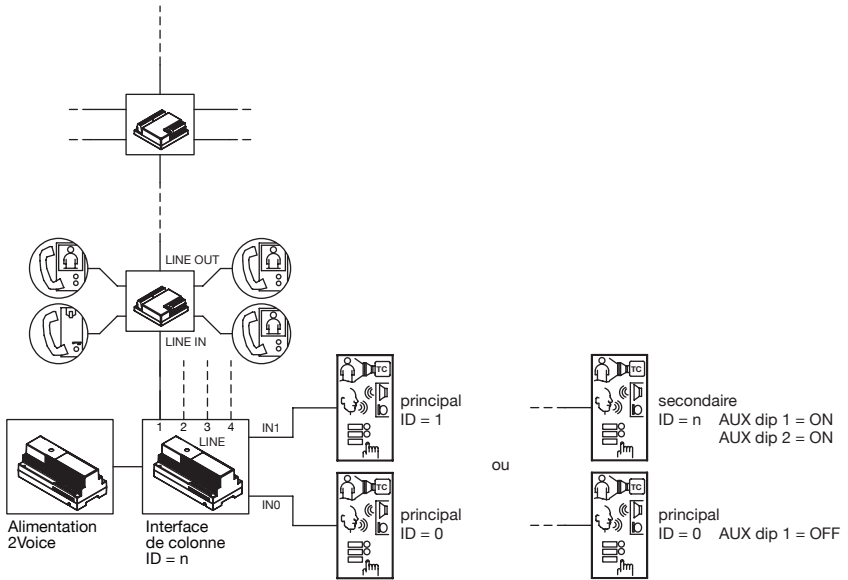 LINE OUT
LINE IN
1 2 3 4
LINE
IN1
IN0
TC
principal
ID = 1
TC
principal
ID = 0
ou
TC
secondaire
ID = n AUX dip 1 = ON
AUX dip 2 = ON
TC
principal
ID = 0 AUX dip 1 = OFF
Alimentation
2Voice
Interface
de colonne
ID = n